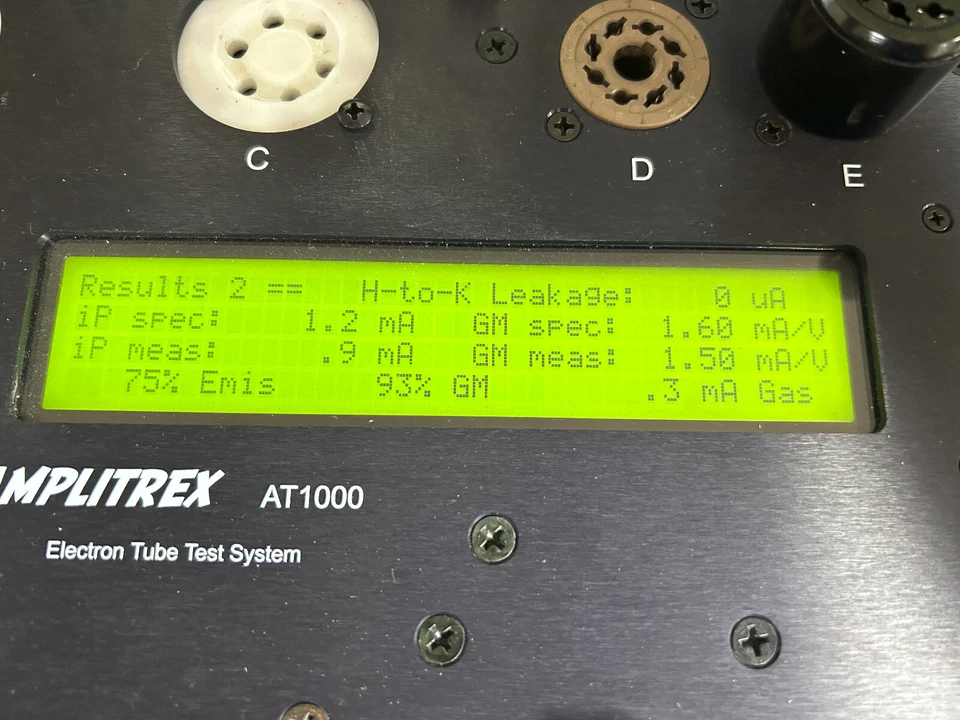 C
D
E
Results 2 == H-to-K Leakage: 0 uA
iP spec: 1.2 mA GM spec: 1.60 mA/V
iP meas: .9 mA GM meas: 1.50 mA/V
75% Emis 93% GM .3 mA Gas
AMPLITREX AT1000
Electron Tube Test System